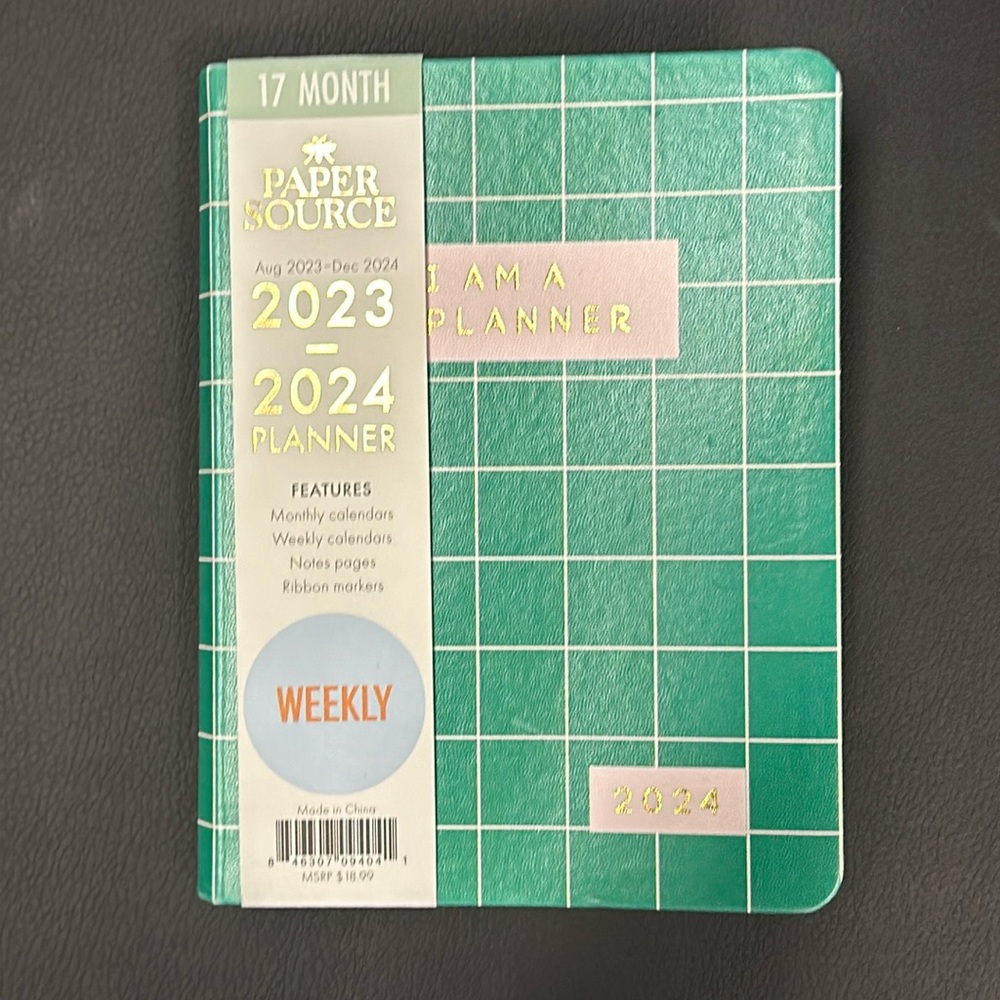 17 MONTH
PAPER
SOURCE
Aug 2023–Dec 2024
2023
–
2024
PLANNER
FEATURES
Monthly calendars
Weekly calendars
Notes pages
Ribbon markers
WEEKLY
Made in China
8 46307 09404 1
MSRP $18.99
I AM A
PLANNER
2024